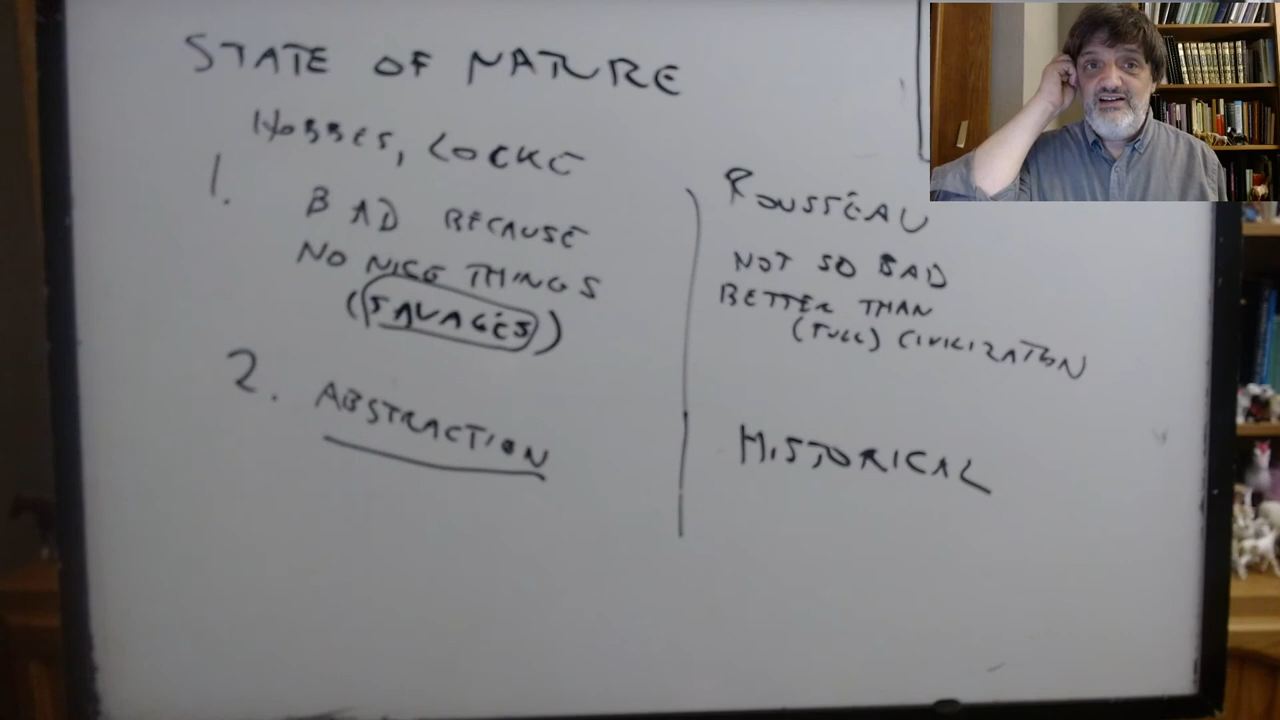 STATE OF NATURE
HOBBES, LOCKE
1.
BAD BECAUSE
NO NICE THINGS
(SAVAGES)
2. ABSTRACTION
ROUSSEAU
NOT SO BAD
BETTER THAN
(FULL) CIVILIZATION
HISTORICAL